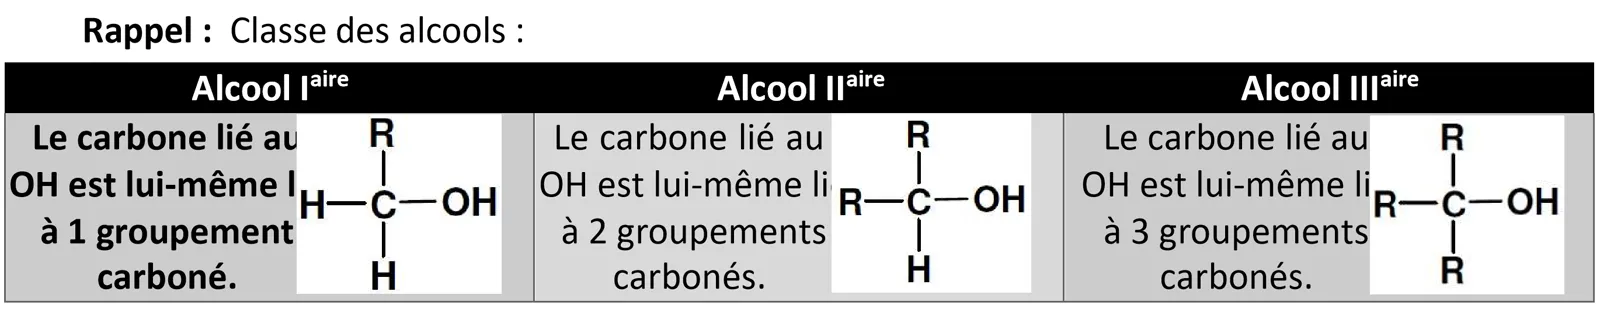 Rappel : Classe des alcools :
Alcool Iaire
Alcool IIaire
Alcool IIIaire
Le carbone lié au
OH est lui-même l
à 1 groupement
carboné.
R
H—C—OH
H
Le carbone lié au
OH est lui-même li
à 2 groupements
carbonés.
R
R—C—OH
H
Le carbone lié au
OH est lui-même li
à 3 groupements
carbonés.
R
R—C—OH
R